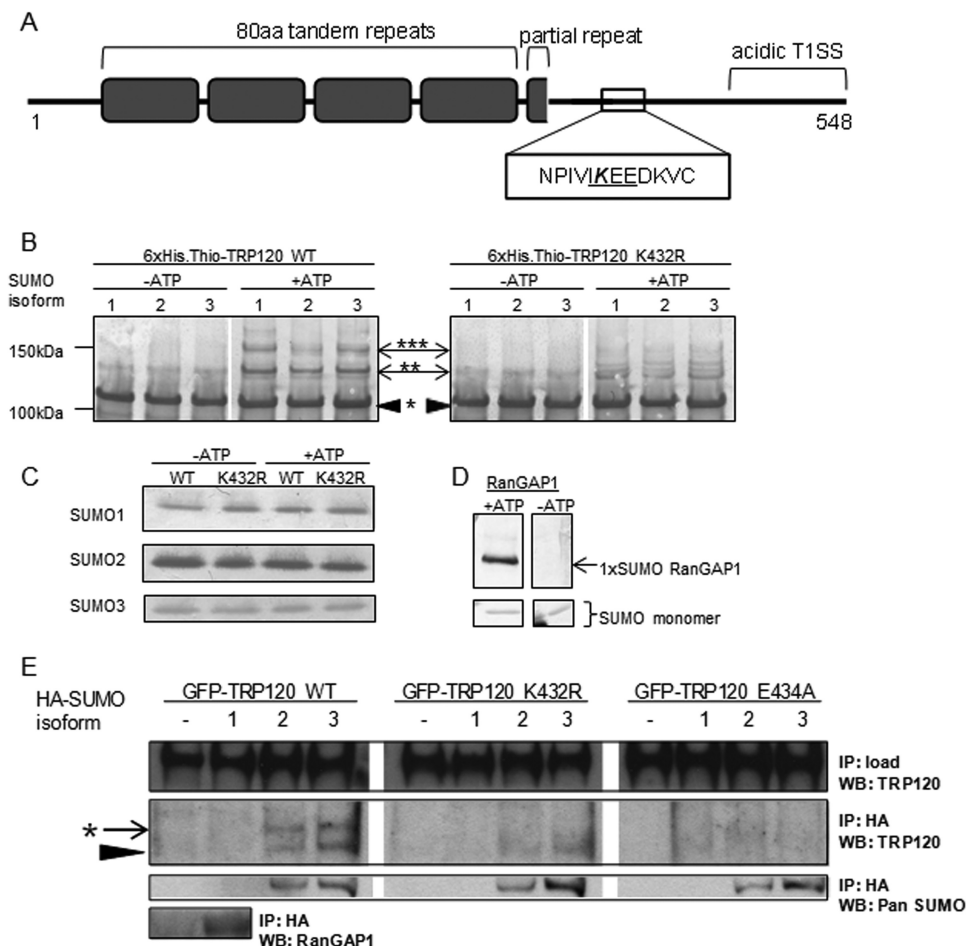 A
80aa tandem repeats
partial repeat
acidic T1SS
1
548
NPIVIKEEDKVC
B
6xHis.Thio-TRP120 WT
6xHis.Thio-TRP120 K432R
SUMO
isoform
-ATP
+ATP
-ATP
+ATP
1 2 3 1 2 3
1 2 3 1 2 3
150kDa
***
**
100kDa
*
C
-ATP
+ATP
WT K432R WT K432R
SUMO1
SUMO2
SUMO3
D
RanGAP1
+ATP -ATP
1xSUMO RanGAP1
SUMO monomer
E
HA-SUMO
isoform
GFP-TRP120 WT
GFP-TRP120 K432R
GFP-TRP120 E434A
- 1 2 3
- 1 2 3
- 1 2 3
IP: load
WB: TRP120
*
IP: HA
WB: TRP120
IP: HA
WB: Pan SUMO
IP: HA
WB: RanGAP1